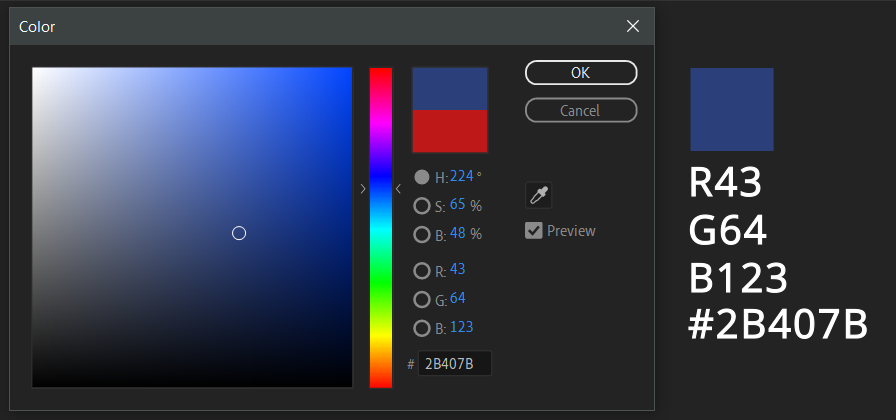 Color
OK
Cancel
H: 224 °
S: 65 %
B: 48 %
R: 43
G: 64
B: 123
# 2B407B
Preview
R43
G64
B123
#2B407B